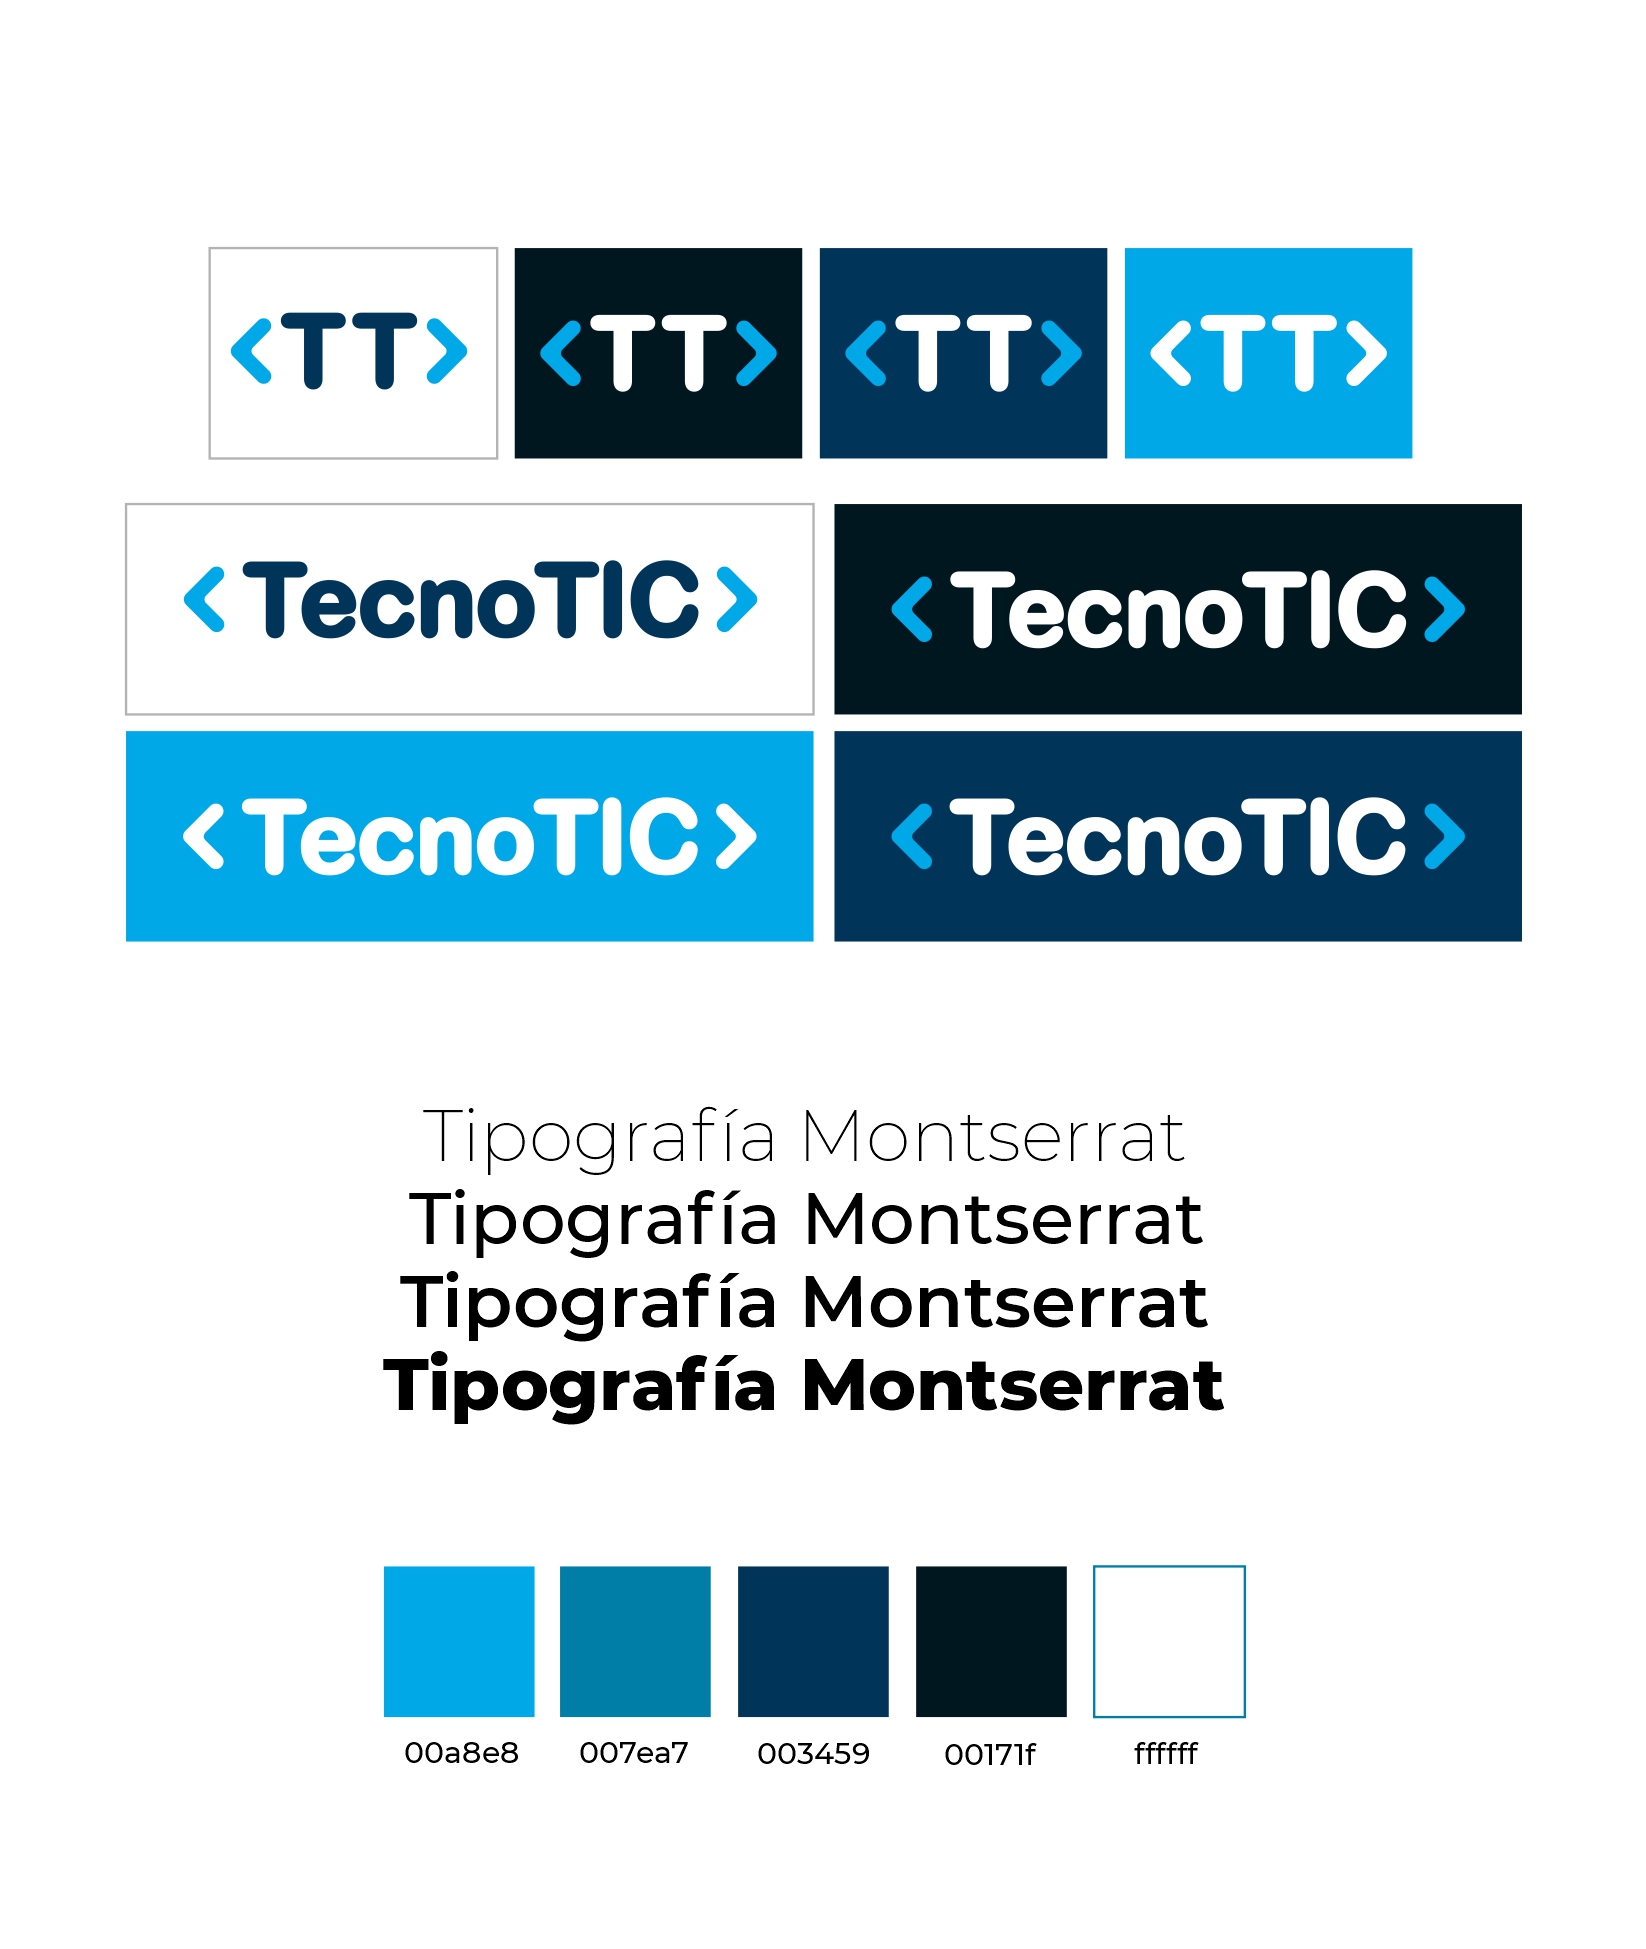 <TT> <TT> <TT> <TT>
<TecnoTIC> <TecnoTIC>
<TecnoTIC> <TecnoTIC>
Tipografía Montserrat
Tipografía Montserrat
Tipografía Montserrat
Tipografía Montserrat
00a8e8 007ea7 003459 00171f ffffff